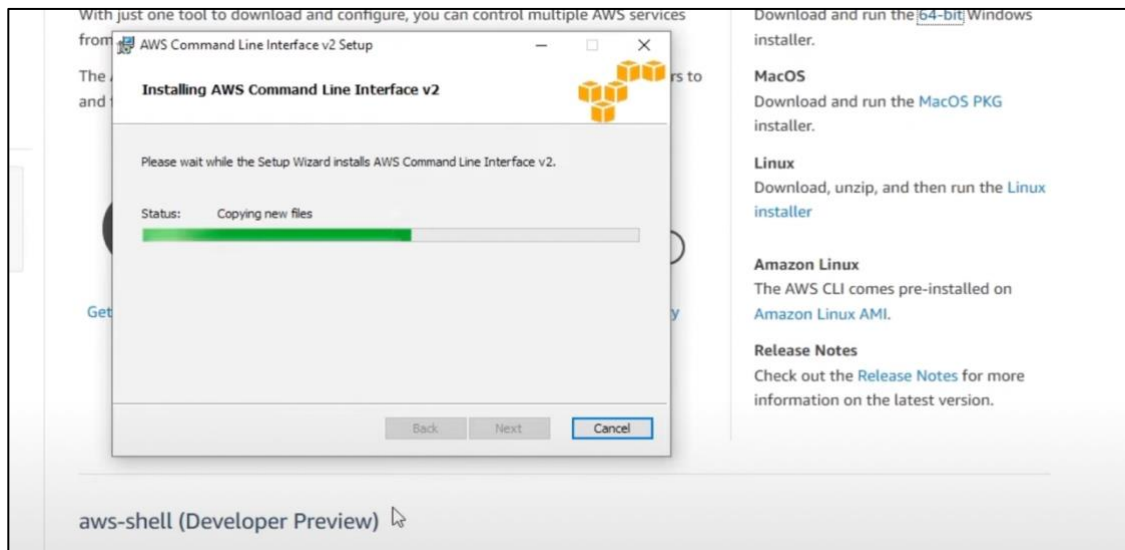 With just one tool to download and configure, you can control multiple AWS services
from
The
rs to
and
Get
y
AWS Command Line Interface v2 Setup
Installing AWS Command Line Interface v2
Please wait while the Setup Wizard installs AWS Command Line Interface v2.
Status: Copying new files
Back Next Cancel
aws-shell (Developer Preview)
Download and run the 64-bit Windows
installer.
MacOS
Download and run the MacOS PKG
installer.
Linux
Download, unzip, and then run the Linux
installer
Amazon Linux
The AWS CLI comes pre-installed on
Amazon Linux AMI.
Release Notes
Check out the Release Notes for more
information on the latest version.